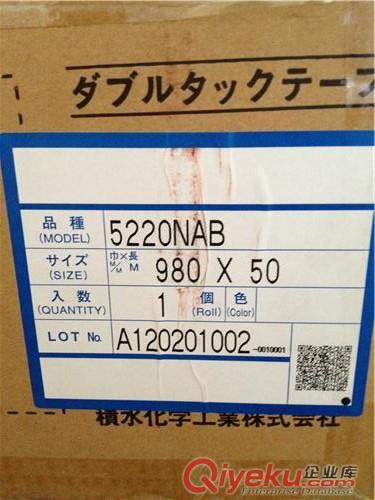 ダブルタックテープ
品種 5220NAB
(MODEL)
サイズ 巾×長 980 X 50
(SIZE) M/M M
入数 1 個 色
(QUANTITY) (Roll) (Color)
LOT No. A120201002-0010001
積水化学工業株式会社
Qiyeku.com企业库
Enterprise Database